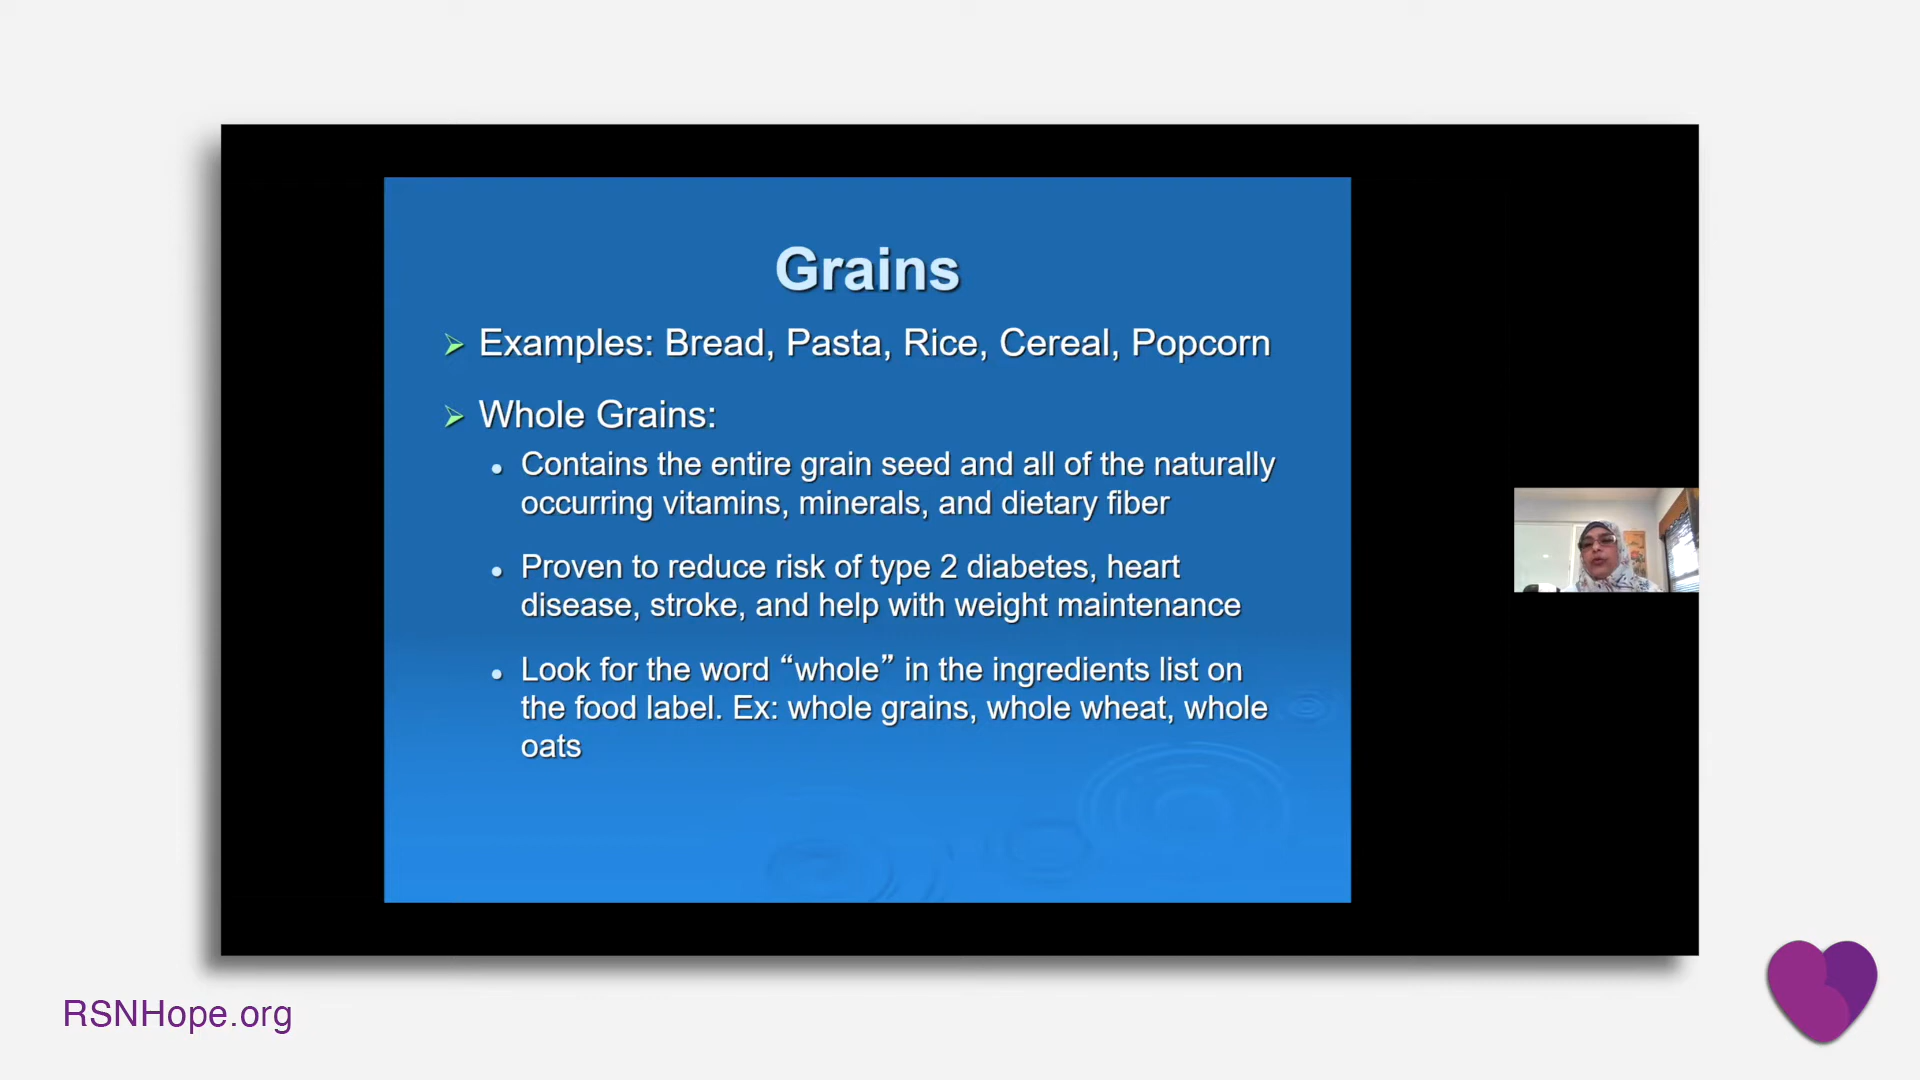 Grains
Examples: Bread, Pasta, Rice, Cereal, Popcorn
Whole Grains:
Contains the entire grain seed and all of the naturally
occurring vitamins, minerals, and dietary fiber
Proven to reduce risk of type 2 diabetes, heart
disease, stroke, and help with weight maintenance
Look for the word “whole” in the ingredients list on
the food label. Ex: whole grains, whole wheat, whole
oats
RSNHope.org